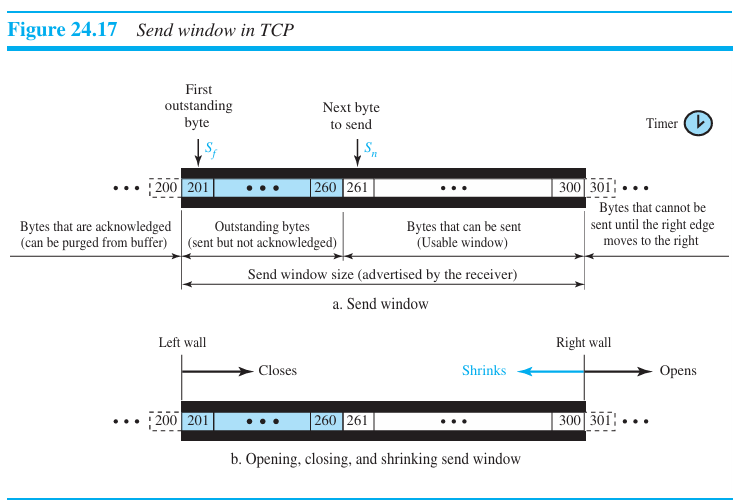 Figure 24.17 Send window in TCP
First
outstanding
byte
Next byte
to send
Timer
Sf
Sn
••• 200 201 ••• 260 261 ••• 300 301 •••
Bytes that are acknowledged
(can be purged from buffer)
Outstanding bytes
(sent but not acknowledged)
Bytes that can be sent
(Usable window)
Bytes that cannot be
sent until the right edge
moves to the right
Send window size (advertised by the receiver)
a. Send window
Left wall
Right wall
Closes
Shrinks
Opens
••• 200 201 ••• 260 261 ••• 300 301 •••
b. Opening, closing, and shrinking send window